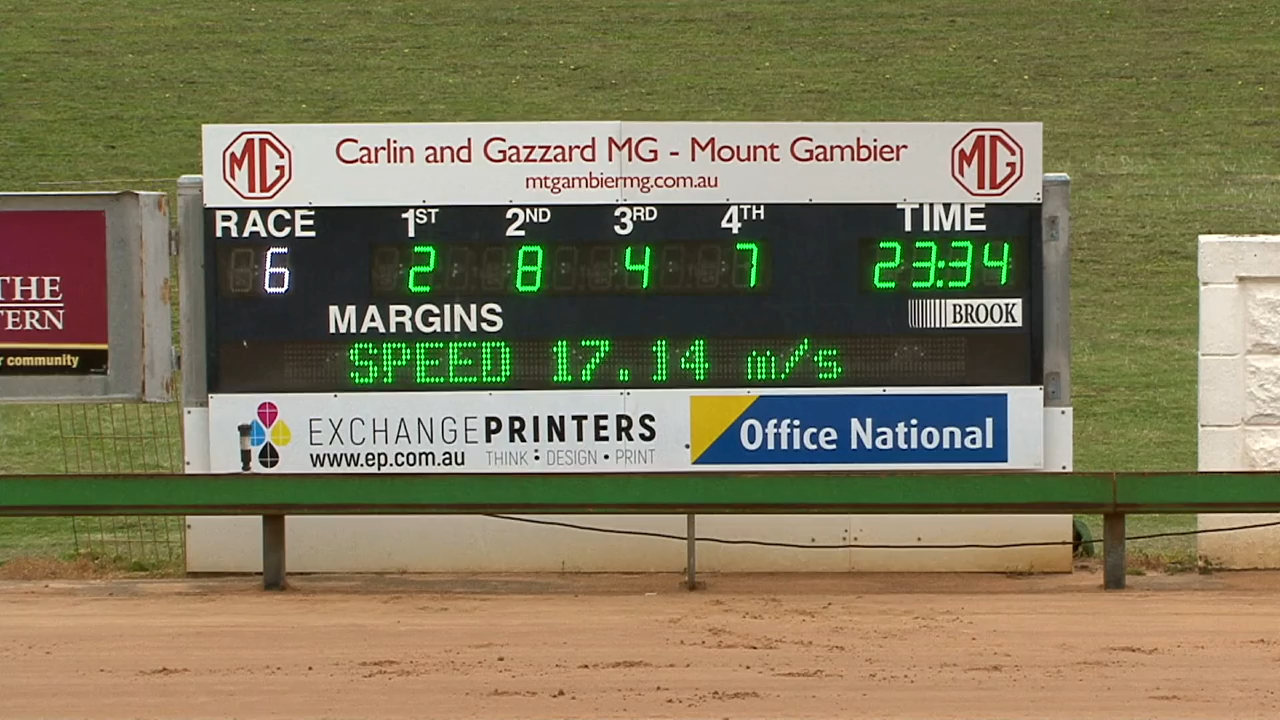 MG Carlin and Gazzard MG - Mount Gambier MG
mtgambiermg.com.au
RACE 1ST 2ND 3RD 4TH TIME
6 2 8 4 7 23:34
MARGINS BROOK
SPEED 17.14 m/s
THE
TERN
r community
EXCHANGEPRINTERS
www.ep.com.au THINK : DESIGN • PRINT
Office National